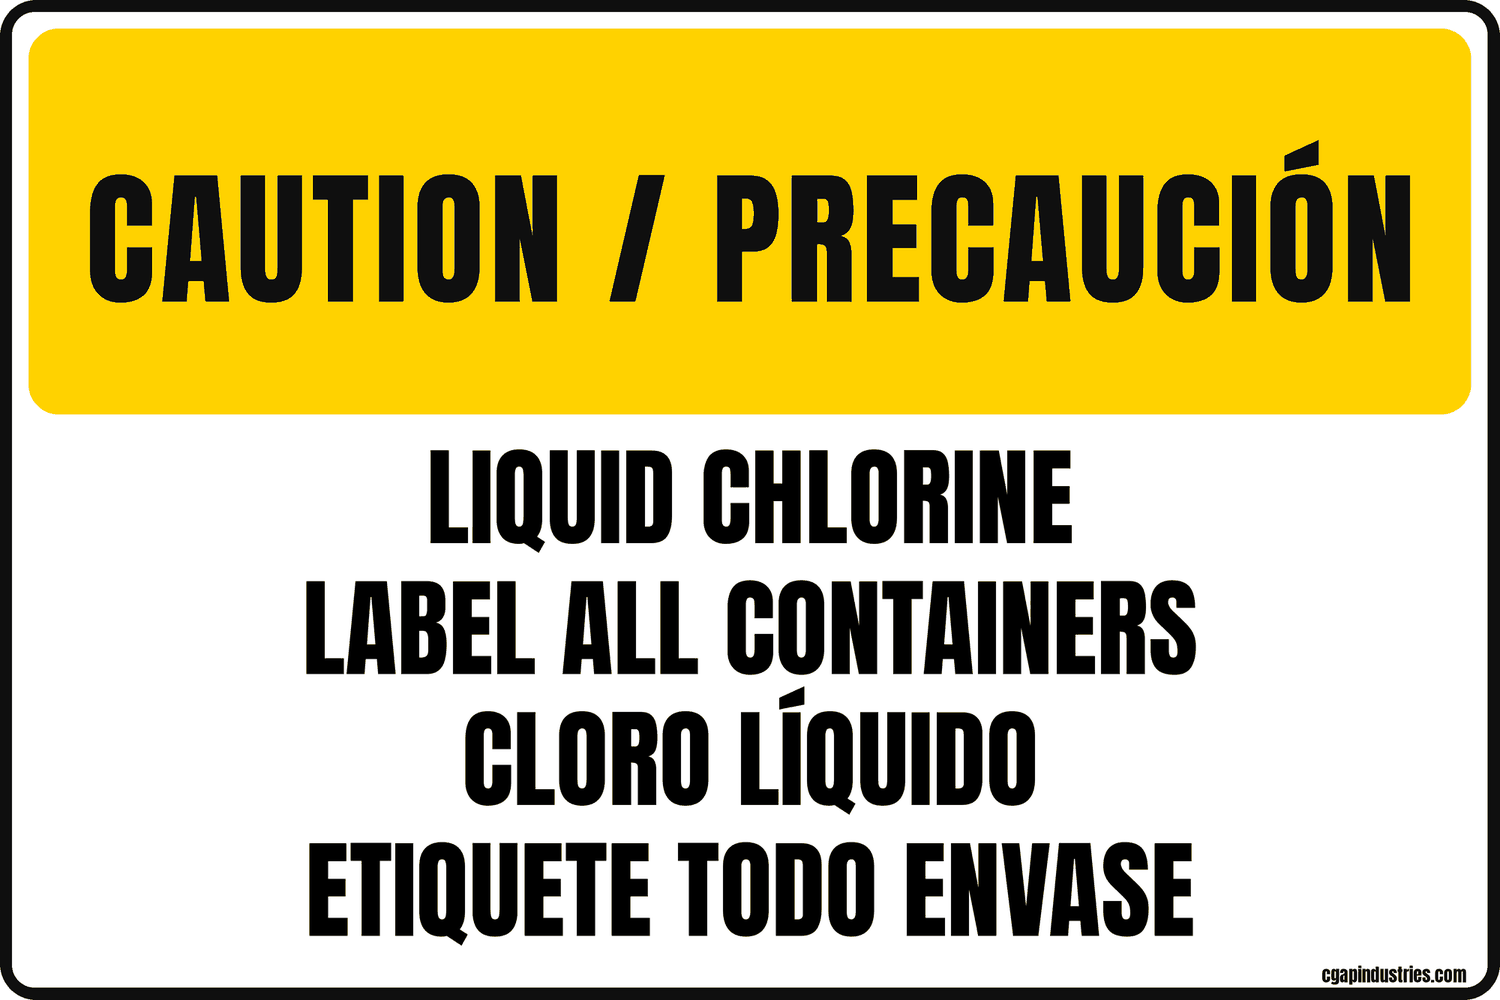 CAUTION / PRECAUCIÓN
LIQUID CHLORINE
LABEL ALL CONTAINERS
CLORO LÍQUIDO
ETIQUETE TODO ENVASE
cgapindustries.com